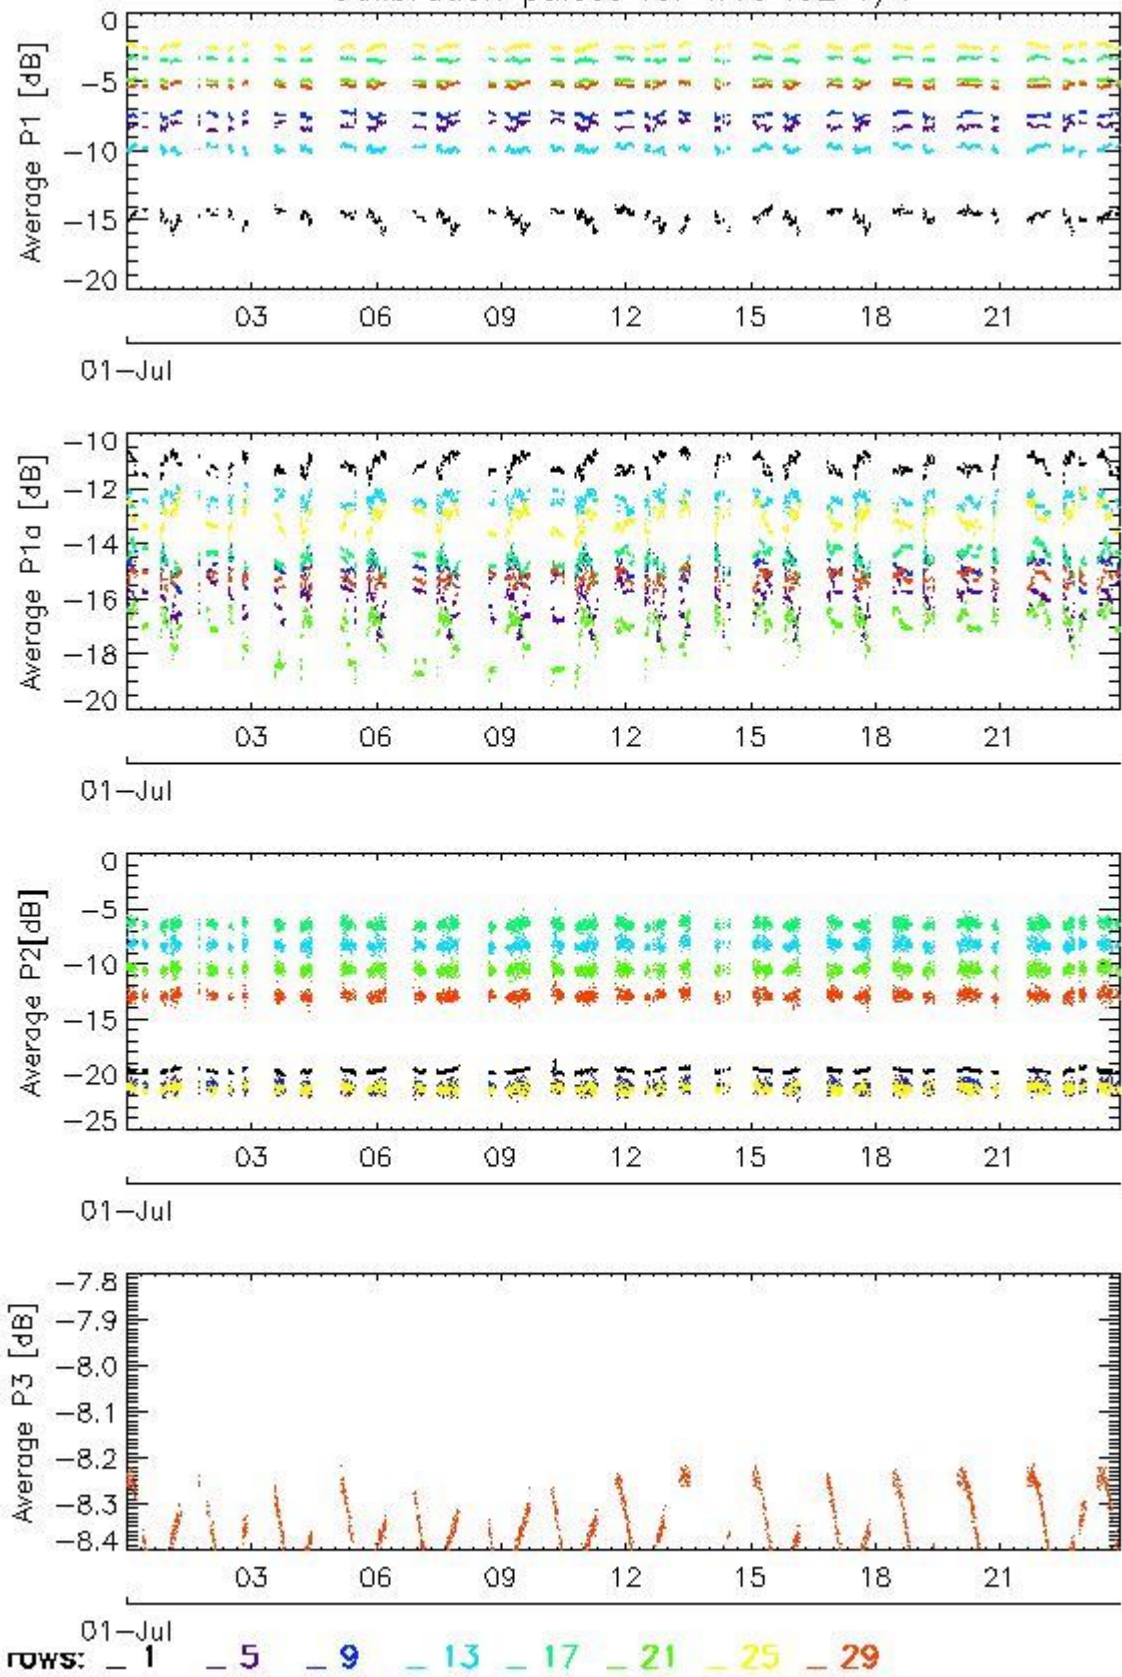 Average P1 [dB]
0
−5
−10
−15
−20
03 06 09 12 15 18 21
01−Jul
Average P1a [dB]
−10
−12
−14
−16
−18
−20
03 06 09 12 15 18 21
01−Jul
Average P2[dB]
0
−5
−10
−15
−20
−25
03 06 09 12 15 18 21
01−Jul
Average P3 [dB]
−7.8
−7.9
−8.0
−8.1
−8.2
−8.3
−8.4
03 06 09 12 15 18 21
01−Jul
rows: _ 1 _ 5 _ 9 _ 13 _ 17 _ 21 _ 25 _ 29